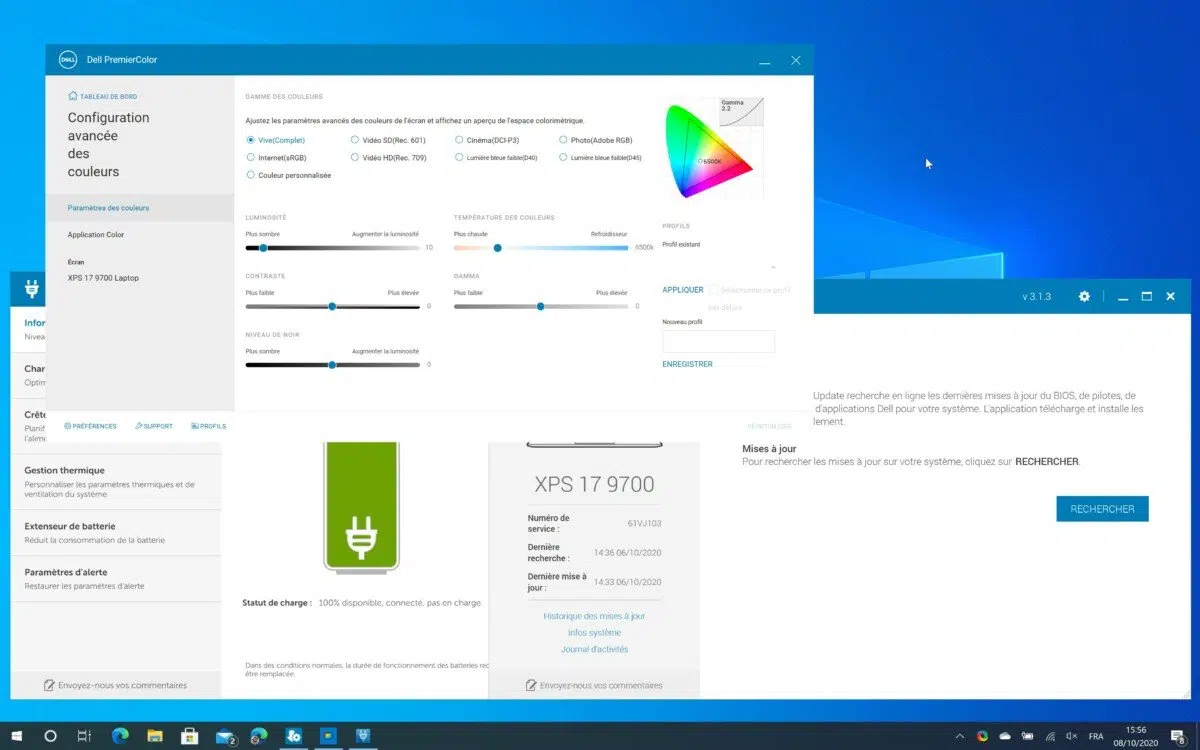 DELL
Dell PremierColor
TABLEAU DE BORD
Configuration
avancée
des
couleurs
Paramètres des couleurs
Application Color
Écran
XPS 17 9700 Laptop
GAMME DES COULEURS
Ajustez les paramètres avancés des couleurs de l'écran et affichez un aperçu de l'espace colorimétrique.
Vive(Complet)
Vidéo SD(Rec. 601)
Cinéma(DCI-P3)
Photo(Adobe RGB)
Internet(sRGB)
Vidéo HD(Rec. 709)
Lumière bleue faible(D40)
Lumière bleue faible(D45)
Couleur personnalisée
Gamma
2.2
6500K
LUMINOSITÉ
Plus sombre
Augmenter la luminosité
10
TEMPÉRATURE DES COULEURS
Plus chaude
Refroidisseur
6500k
CONTRASTE
Plus faible
Plus élevée
0
GAMMA
Plus faible
Plus élevée
0
NIVEAU DE NOIR
Plus sombre
Augmenter la luminosité
0
PROFILS
Profil existant
APPLIQUER
Sélectionner ce profil
par défaut
Nouveau profil
ENREGISTRER
PRÉFÉRENCES
SUPPORT
PROFILS
RÉINITIALISER
Infor
Nivea
Char
Optim
Crête
Planif
l'alime
Gestion thermique
Personnaliser les paramètres thermiques et de
ventilation du système
Extenseur de batterie
Réduit la consommation de la batterie
Paramètres d'alerte
Restaurer les paramètres d'alerte
Envoyez-nous vos commentaires
Statut de charge : 100% disponible, connecté, pas en charge
Dans des conditions normales, la durée de fonctionnement des batteries rec
être remplacée.
XPS 17 9700
Numéro de
service :
61VJ103
Dernière
recherche :
14:36 06/10/2020
Dernière mise à
jour :
14:33 06/10/2020
Historique des mises à jour
Infos système
Journal d'activités
Envoyez-nous vos commentaires
v 3.1.3
Update recherche en ligne les dernières mises à jour du BIOS, de pilotes, de
d'applications Dell pour votre système. L'application télécharge et installe les
lement.
Mises à jour
Pour rechercher les mises à jour sur votre système, cliquez sur RECHERCHER.
RECHERCHER
2
FRA
15:56
08/10/2020
8